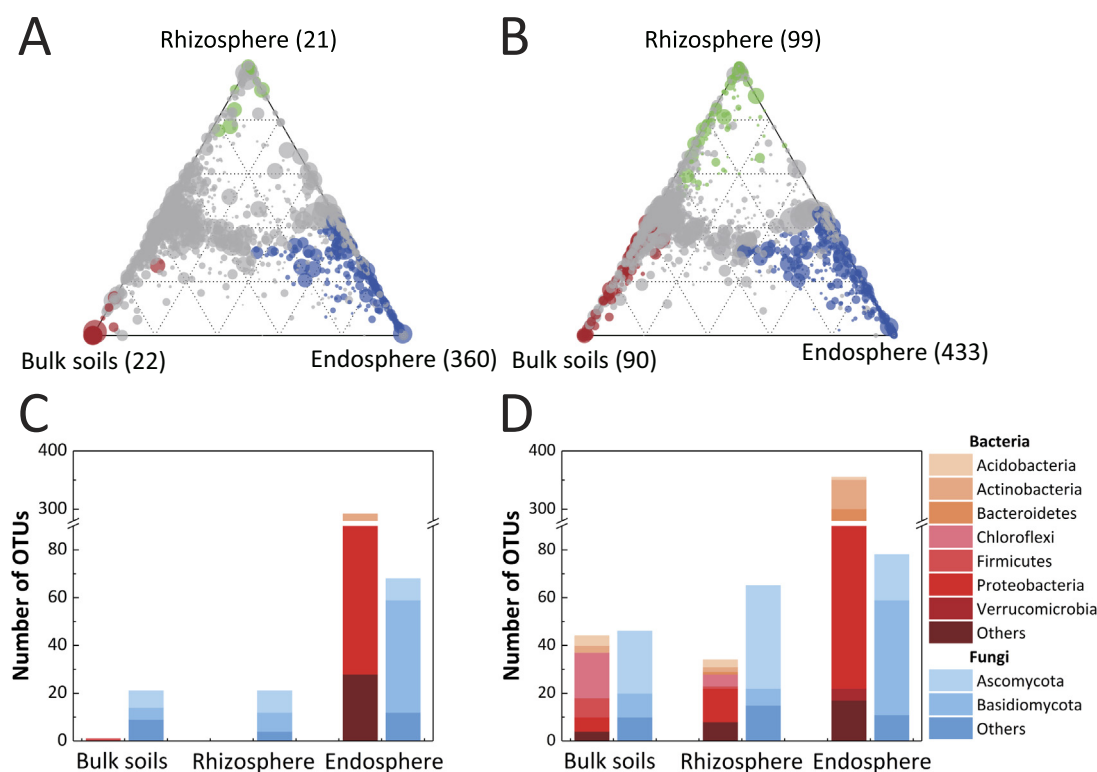 A
B
Rhizosphere (21)
Rhizosphere (99)
Bulk soils (22)
Endosphere (360)
Bulk soils (90)
Endosphere (433)
C
D
Number of OTUs
400
300
80
60
40
20
0
Bulk soils
Rhizosphere
Endosphere
Number of OTUs
400
300
80
60
40
20
0
Bulk soils
Rhizosphere
Endosphere
Bacteria
Acidobacteria
Actinobacteria
Bacteroidetes
Chloroflexi
Firmicutes
Proteobacteria
Verrucomicrobia
Others
Fungi
Ascomycota
Basidiomycota
Others